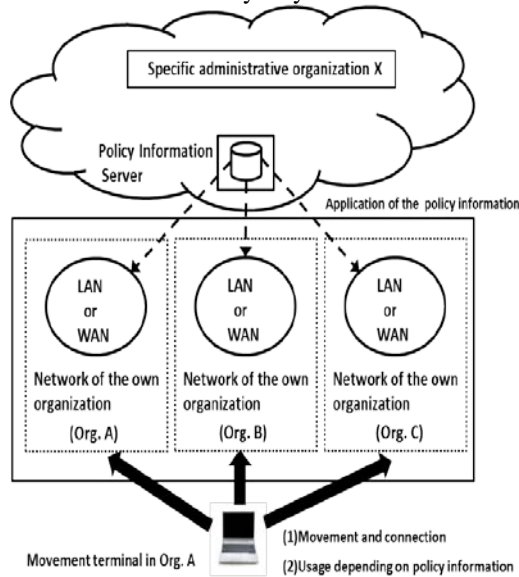 Specific administrative organization X
Policy Information
Server
Application of the policy information
LAN
or
WAN
Network of the own
organization
(Org. A)
LAN
or
WAN
Network of the own
organization
(Org. B)
LAN
or
WAN
Network of the own
organization
(Org. C)
Movement terminal in Org. A
(1)Movement and connection
(2)Usage depending on policy information